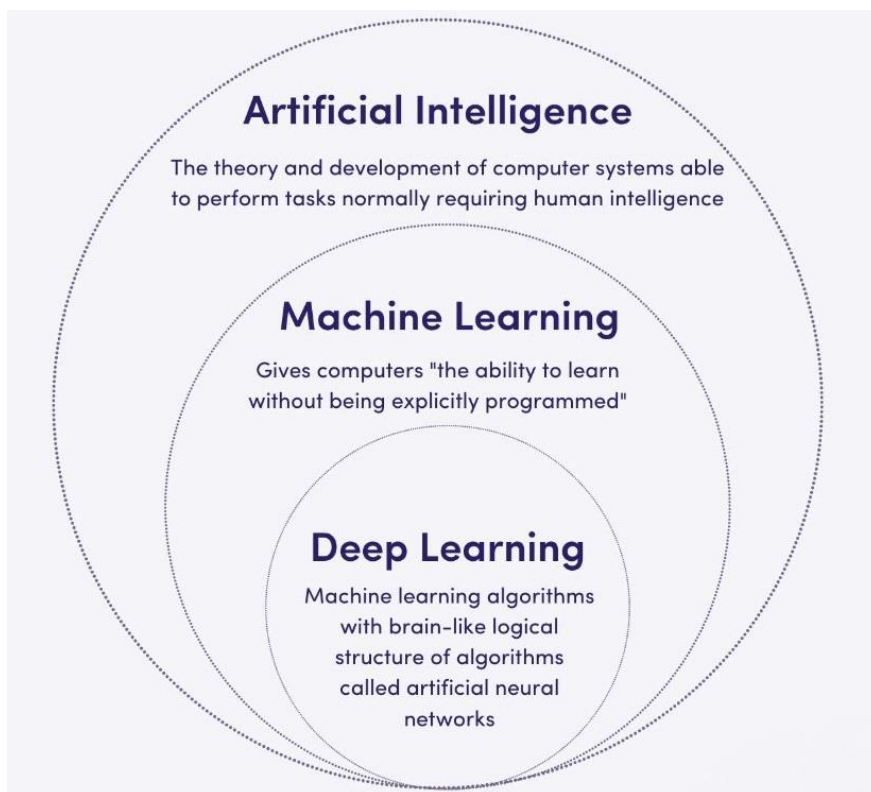 Artificial Intelligence
The theory and development of computer systems able
to perform tasks normally requiring human intelligence
Machine Learning
Gives computers "the ability to learn
without being explicitly programmed"
Deep Learning
Machine learning algorithms
with brain-like logical
structure of algorithms
called artificial neural
networks